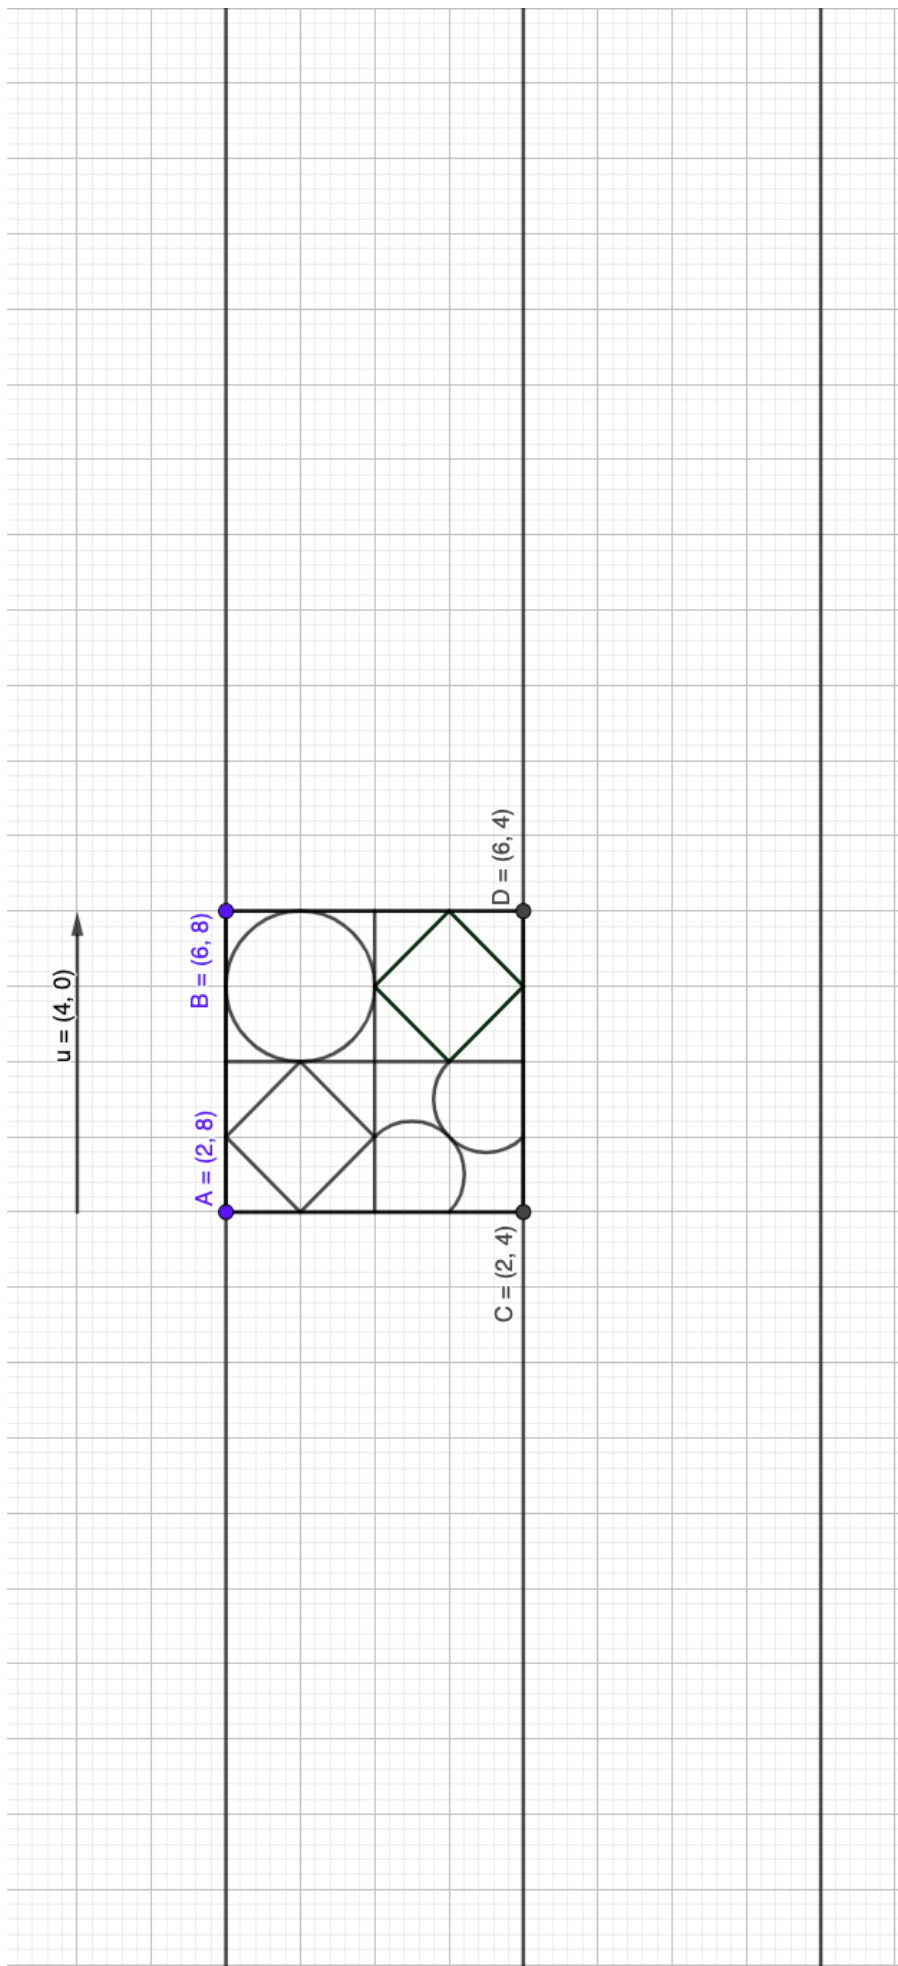 u = (4, 0)
A = (2, 8)
B = (6, 8)
C = (2, 4)
D = (6, 4)